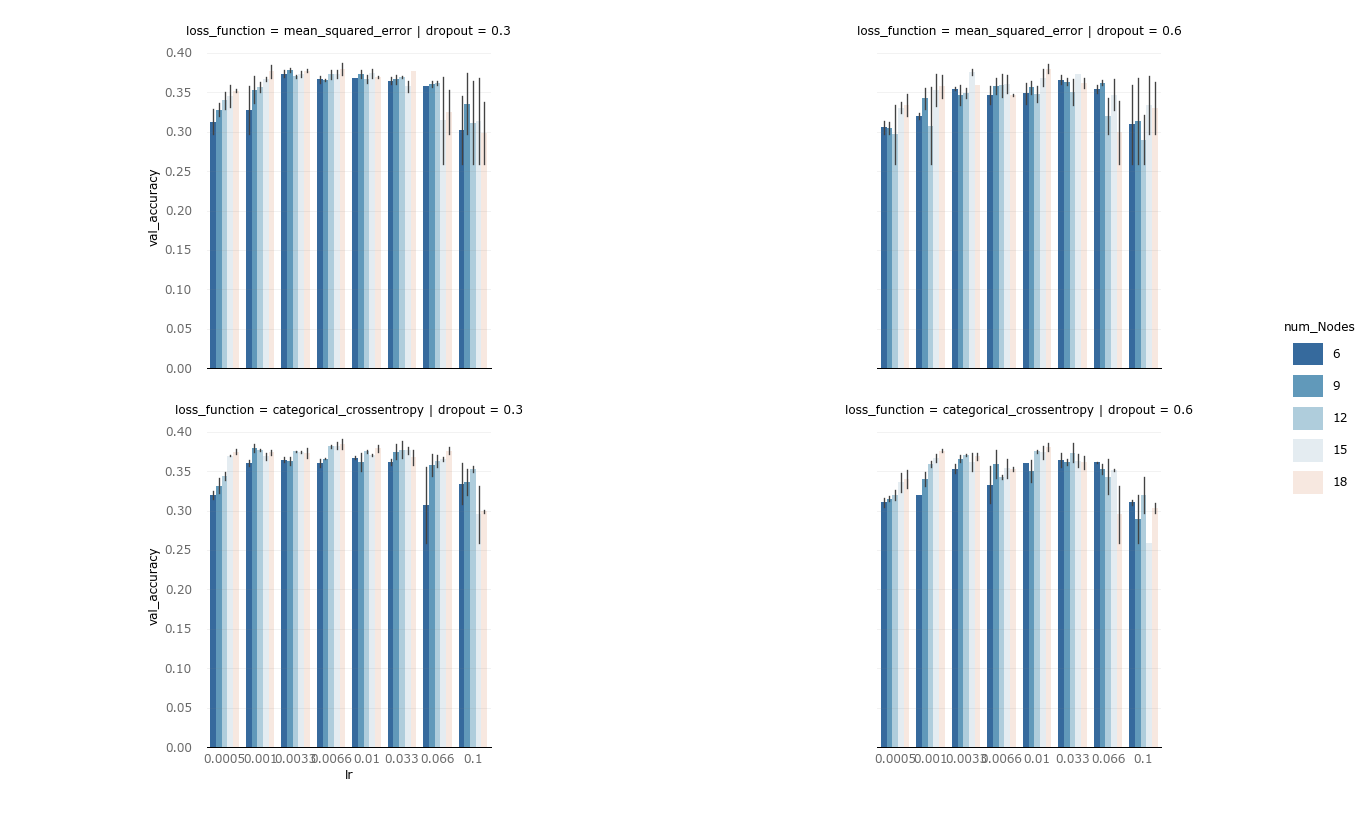 loss_function = mean_squared_error | dropout = 0.3
loss_function = mean_squared_error | dropout = 0.6
0.40
0.35
0.30
0.25
0.20
0.15
0.10
0.05
0.00
val_accuracy
num_Nodes
6
9
12
15
18
loss_function = categorical_crossentropy | dropout = 0.3
loss_function = categorical_crossentropy | dropout = 0.6
0.40
0.35
0.30
0.25
0.20
0.15
0.10
0.05
0.00
val_accuracy
0.0005 0.001 0.0033 0.0066 0.01 0.033 0.066 0.1
lr
0.0005 0.001 0.0033 0.0066 0.01 0.033 0.066 0.1